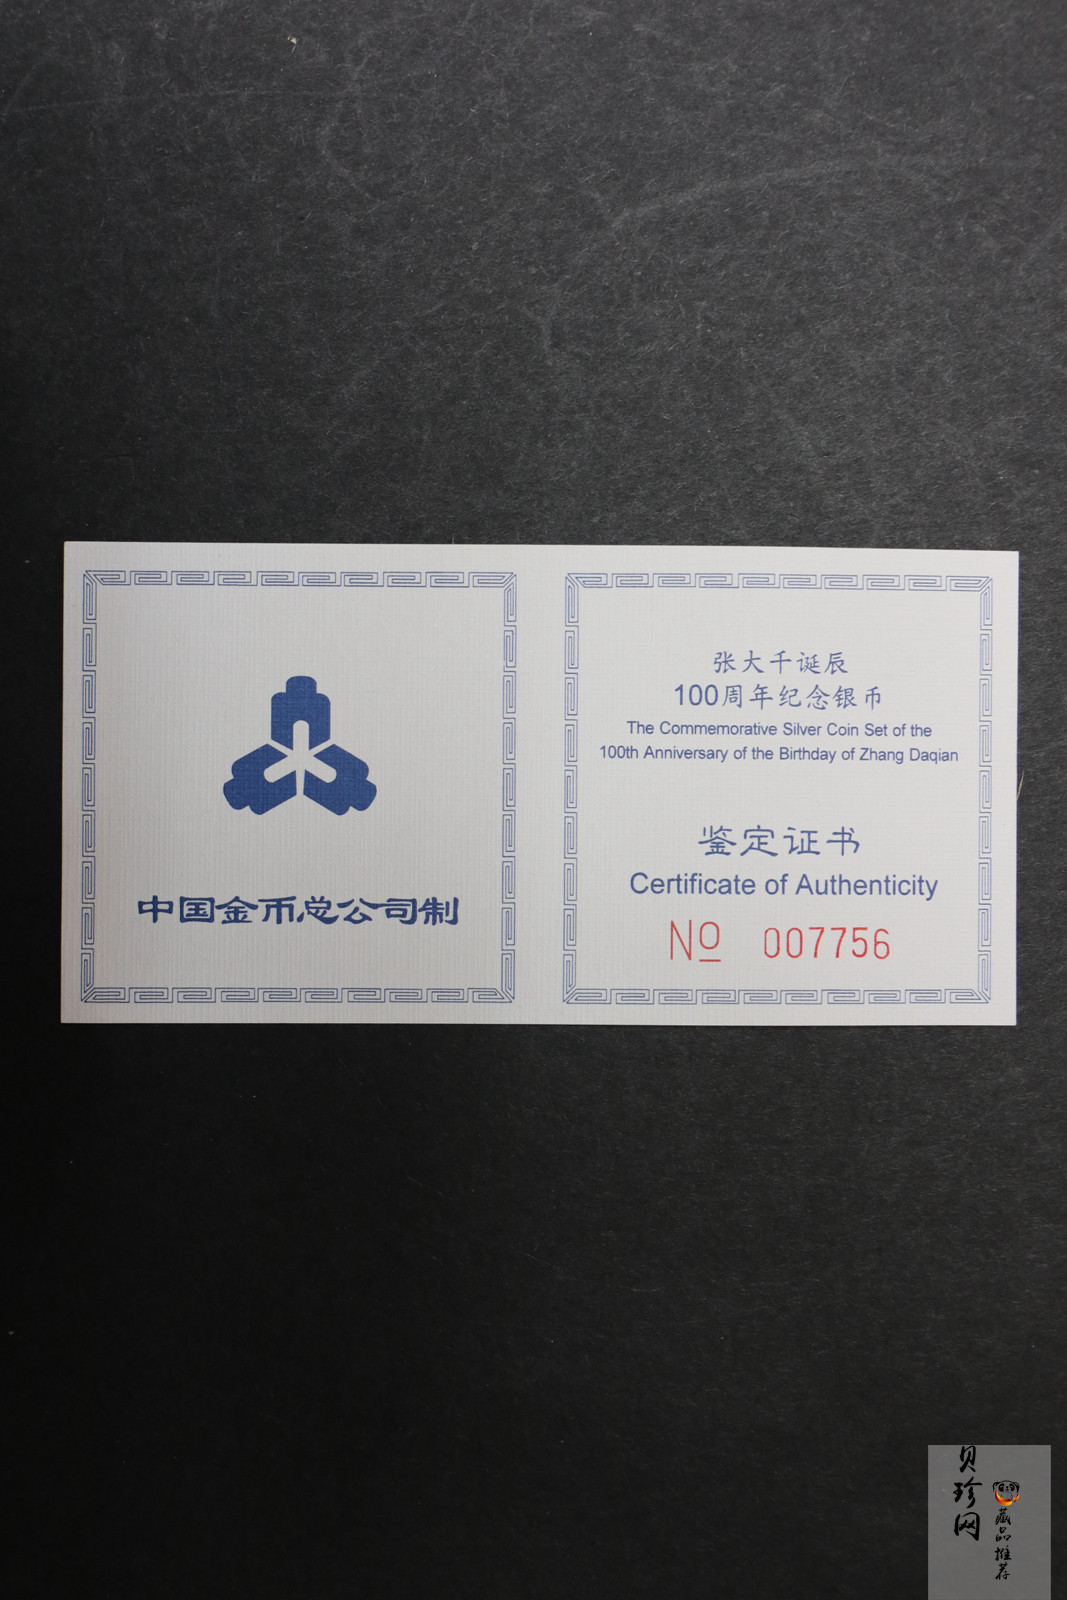 中国金币总公司制
张大千诞辰
100周年纪念银币
The Commemorative Silver Coin Set of the
100th Anniversary of the Birthday of Zhang Daqian
鉴定证书
Certificate of Authenticity
Nº 007756
贝珍网
藏品推荐